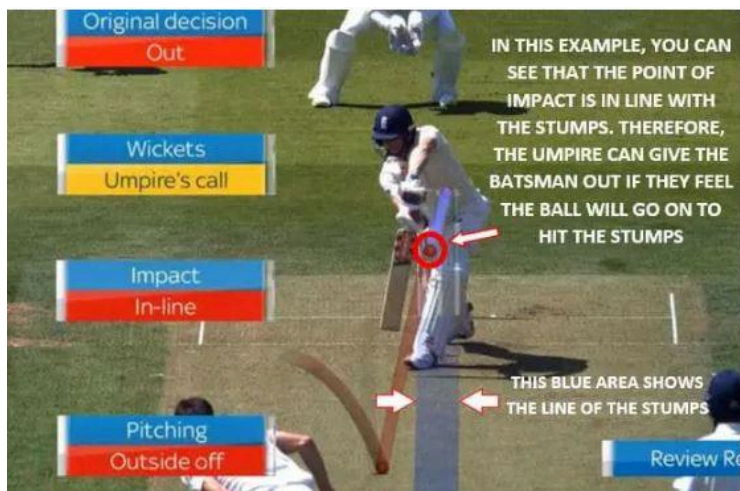 Original decision
Out
IN THIS EXAMPLE, YOU CAN
SEE THAT THE POINT OF
IMPACT IS IN LINE WITH
THE STUMPS. THEREFORE,
THE UMPIRE CAN GIVE THE
BATSMAN OUT IF THEY FEEL
THE BALL WILL GO ON TO
HIT THE STUMPS
Wickets
Umpire's call
Impact
In-line
THIS BLUE AREA SHOWS
THE LINE OF THE STUMPS
Pitching
Outside off
Review